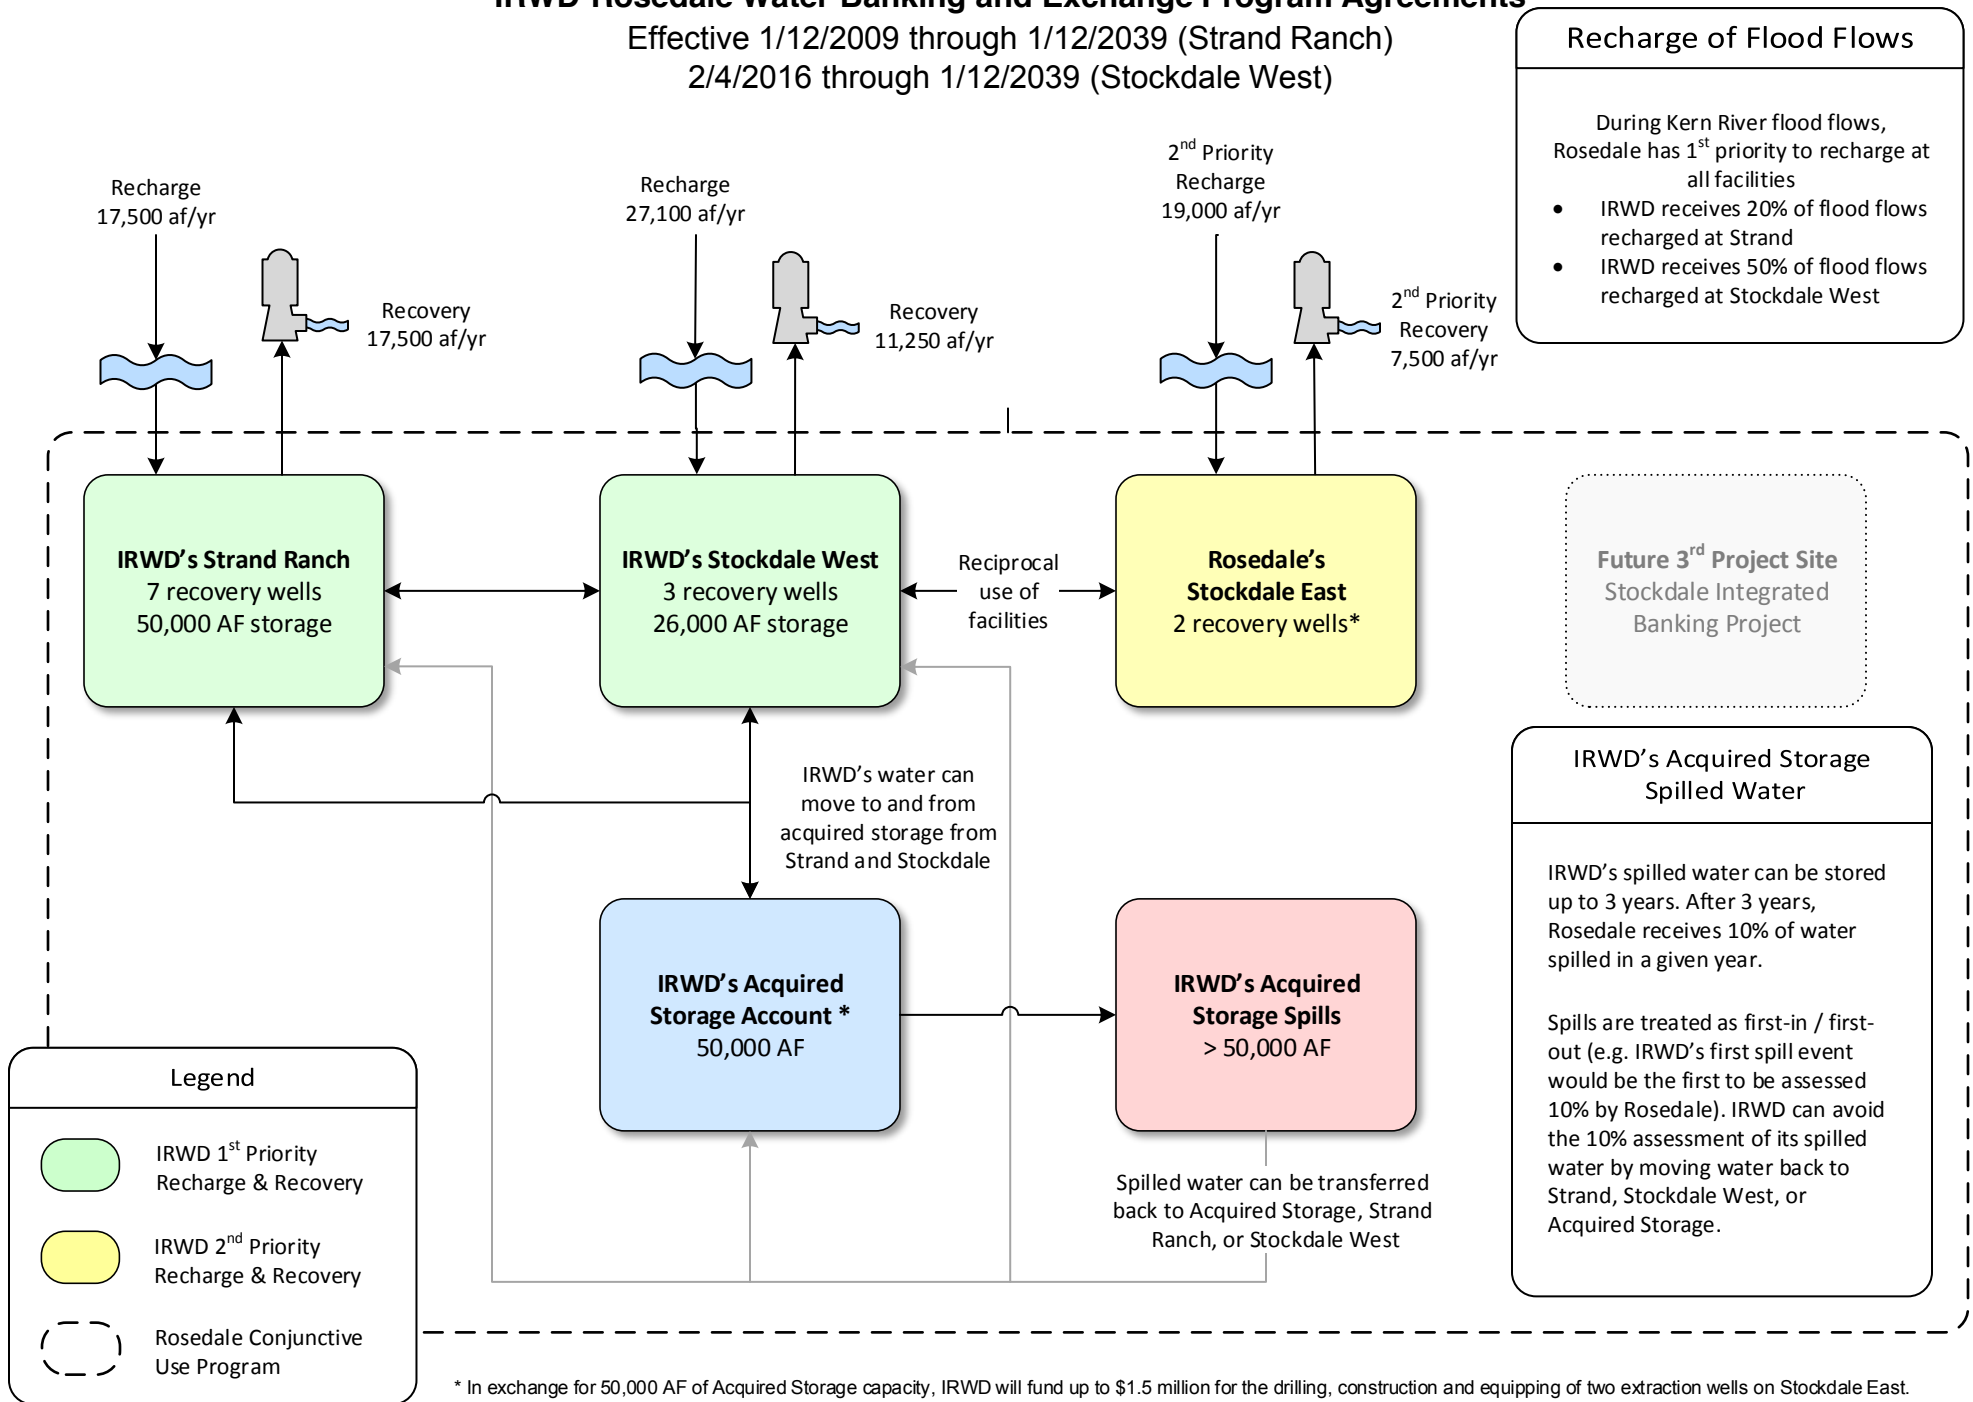 IRWD-Rosedale Water Banking and Exchange Program Agreements
Effective 1/12/2009 through 1/12/2039 (Strand Ranch)
2/4/2016 through 1/12/2039 (Stockdale West)
Recharge of Flood Flows
During Kern River flood flows,
Rosedale has 1st priority to recharge at
all facilities
• IRWD receives 20% of flood flows
recharged at Strand
• IRWD receives 50% of flood flows
recharged at Stockdale West
Recharge
17,500 af/yr
Recovery
17,500 af/yr
Recharge
27,100 af/yr
Recovery
11,250 af/yr
2nd Priority
Recharge
19,000 af/yr
2nd Priority
Recovery
7,500 af/yr
IRWD’s Strand Ranch
7 recovery wells
50,000 AF storage
IRWD’s Stockdale West
3 recovery wells
26,000 AF storage
Reciprocal
use of
facilities
Rosedale’s
Stockdale East
2 recovery wells*
Future 3rd Project Site
Stockdale Integrated
Banking Project
IRWD’s water can
move to and from
acquired storage from
Strand and Stockdale
IRWD’s Acquired
Storage Account *
50,000 AF
IRWD’s Acquired
Storage Spills
> 50,000 AF
Spilled water can be transferred
back to Acquired Storage, Strand
Ranch, or Stockdale West
IRWD’s Acquired Storage
Spilled Water
IRWD’s spilled water can be stored
up to 3 years. After 3 years,
Rosedale receives 10% of water
spilled in a given year.
Spills are treated as first-in / first-
out (e.g. IRWD’s first spill event
would be the first to be assessed
10% by Rosedale). IRWD can avoid
the 10% assessment of its spilled
water by moving water back to
Strand, Stockdale West, or
Acquired Storage.
Legend
IRWD 1st Priority
Recharge & Recovery
IRWD 2nd Priority
Recharge & Recovery
Rosedale Conjunctive
Use Program
* In exchange for 50,000 AF of Acquired Storage capacity, IRWD will fund up to $1.5 million for the drilling, construction and equipping of two extraction wells on Stockdale East.